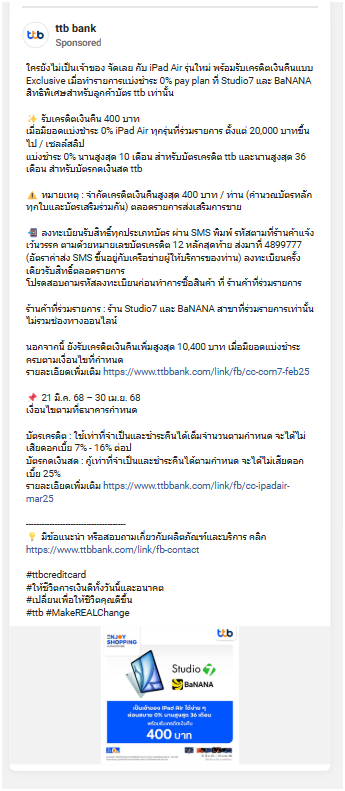 ttb bank
Sponsored
ใครยังไม่เป็นเจ้าของ จัดเลย กับ iPad Air รุ่นใหม่ พร้อมรับเครดิตเงินคืนแบบ
Exclusive เมื่อทำรายการแบ่งชำระ 0% pay plan ที่ Studio7 และ BaNANA
สิทธิพิเศษสำหรับลูกค้าบัตร ttb เท่านั้น
✨ รับเครดิตเงินคืน 400 บาท
เมื่อมียอดแบ่งชำระ 0% iPad Air ทุกรุ่นที่ร่วมรายการ ตั้งแต่ 20,000 บาทขึ้น
ไป / เซลล์สลิป
แบ่งชำระ 0% นานสูงสุด 10 เดือน สำหรับบัตรเครดิต ttb และนานสูงสุด 36
เดือน สำหรับบัตรกดเงินสด ttb
⚠️ หมายเหตุ : จำกัดเครดิตเงินคืนสูงสุด 400 บาท / ท่าน (คำนวณบัตรหลัก
ทุกใบและบัตรเสริมร่วมกัน) ตลอดรายการส่งเสริมการขาย
📲 ลงทะเบียนรับสิทธิ์ทุกประเภทบัตร ผ่าน SMS พิมพ์ รหัสตามที่ร้านค้าแจ้ง
เว้นวรรค ตามด้วยหมายเลขบัตรเครดิต 12 หลักสุดท้าย ส่งมาที่ 4899777
(อัตราค่าส่ง SMS ขึ้นอยู่กับเครือข่ายผู้ให้บริการของท่าน) ลงทะเบียนครั้ง
เดียวรับสิทธิ์ตลอดรายการ
โปรดสอบถามรหัสลงทะเบียนก่อนทำการซื้อสินค้า ที่ ร้านค้าที่ร่วมรายการ
ร้านค้าที่ร่วมรายการ : ร้าน Studio7 และ BaNANA สาขาที่ร่วมรายการเท่านั้น
ไม่รวมช่องทางออนไลน์
นอกจากนี้ ยังรับเครดิตเงินคืนเพิ่มสูงสุด 10,400 บาท เมื่อมียอดแบ่งชำระ
ครบตามเงื่อนไขที่กำหนด
รายละเอียดเพิ่มเติม https://www.ttbbank.com/link/fb/cc-com7-feb25
📌 21 มี.ค. 68 – 30 เม.ย. 68
เงื่อนไขตามที่ธนาคารกำหนด
บัตรเครดิต : ใช้เท่าที่จำเป็นและชำระคืนได้เต็มจำนวนตามกำหนด จะได้ไม่
เสียดอกเบี้ย 7% - 16% ต่อปี
บัตรกดเงินสด : กู้เท่าที่จำเป็นและชำระคืนได้ตามกำหนด จะได้ไม่เสียดอก
เบี้ย 25%
รายละเอียดเพิ่มเติม https://www.ttbbank.com/link/fb/cc-ipadair-
mar25
------------------------------------
💡 มีข้อแนะนำ หรือสอบถามเกี่ยวกับผลิตภัณฑ์และบริการ คลิก
https://www.ttbbank.com/link/fb-contact
#ttbcreditcard
#ให้ชีวิตการเงินดีทั้งวันนี้และอนาคต
#เปลี่ยนเพื่อให้ชีวิตคุณดีขึ้น
#ttb #MakeREALChange
ENJOY
SHOPPING
ttb
Studio 7
BaNANA
เป็นเจ้าของ iPad Air ได้ง่าย ๆ
ผ่อนสบาย 0% นานสูงสุด 36 เดือน
พร้อมรับเครดิตเงินคืน
400 บาท